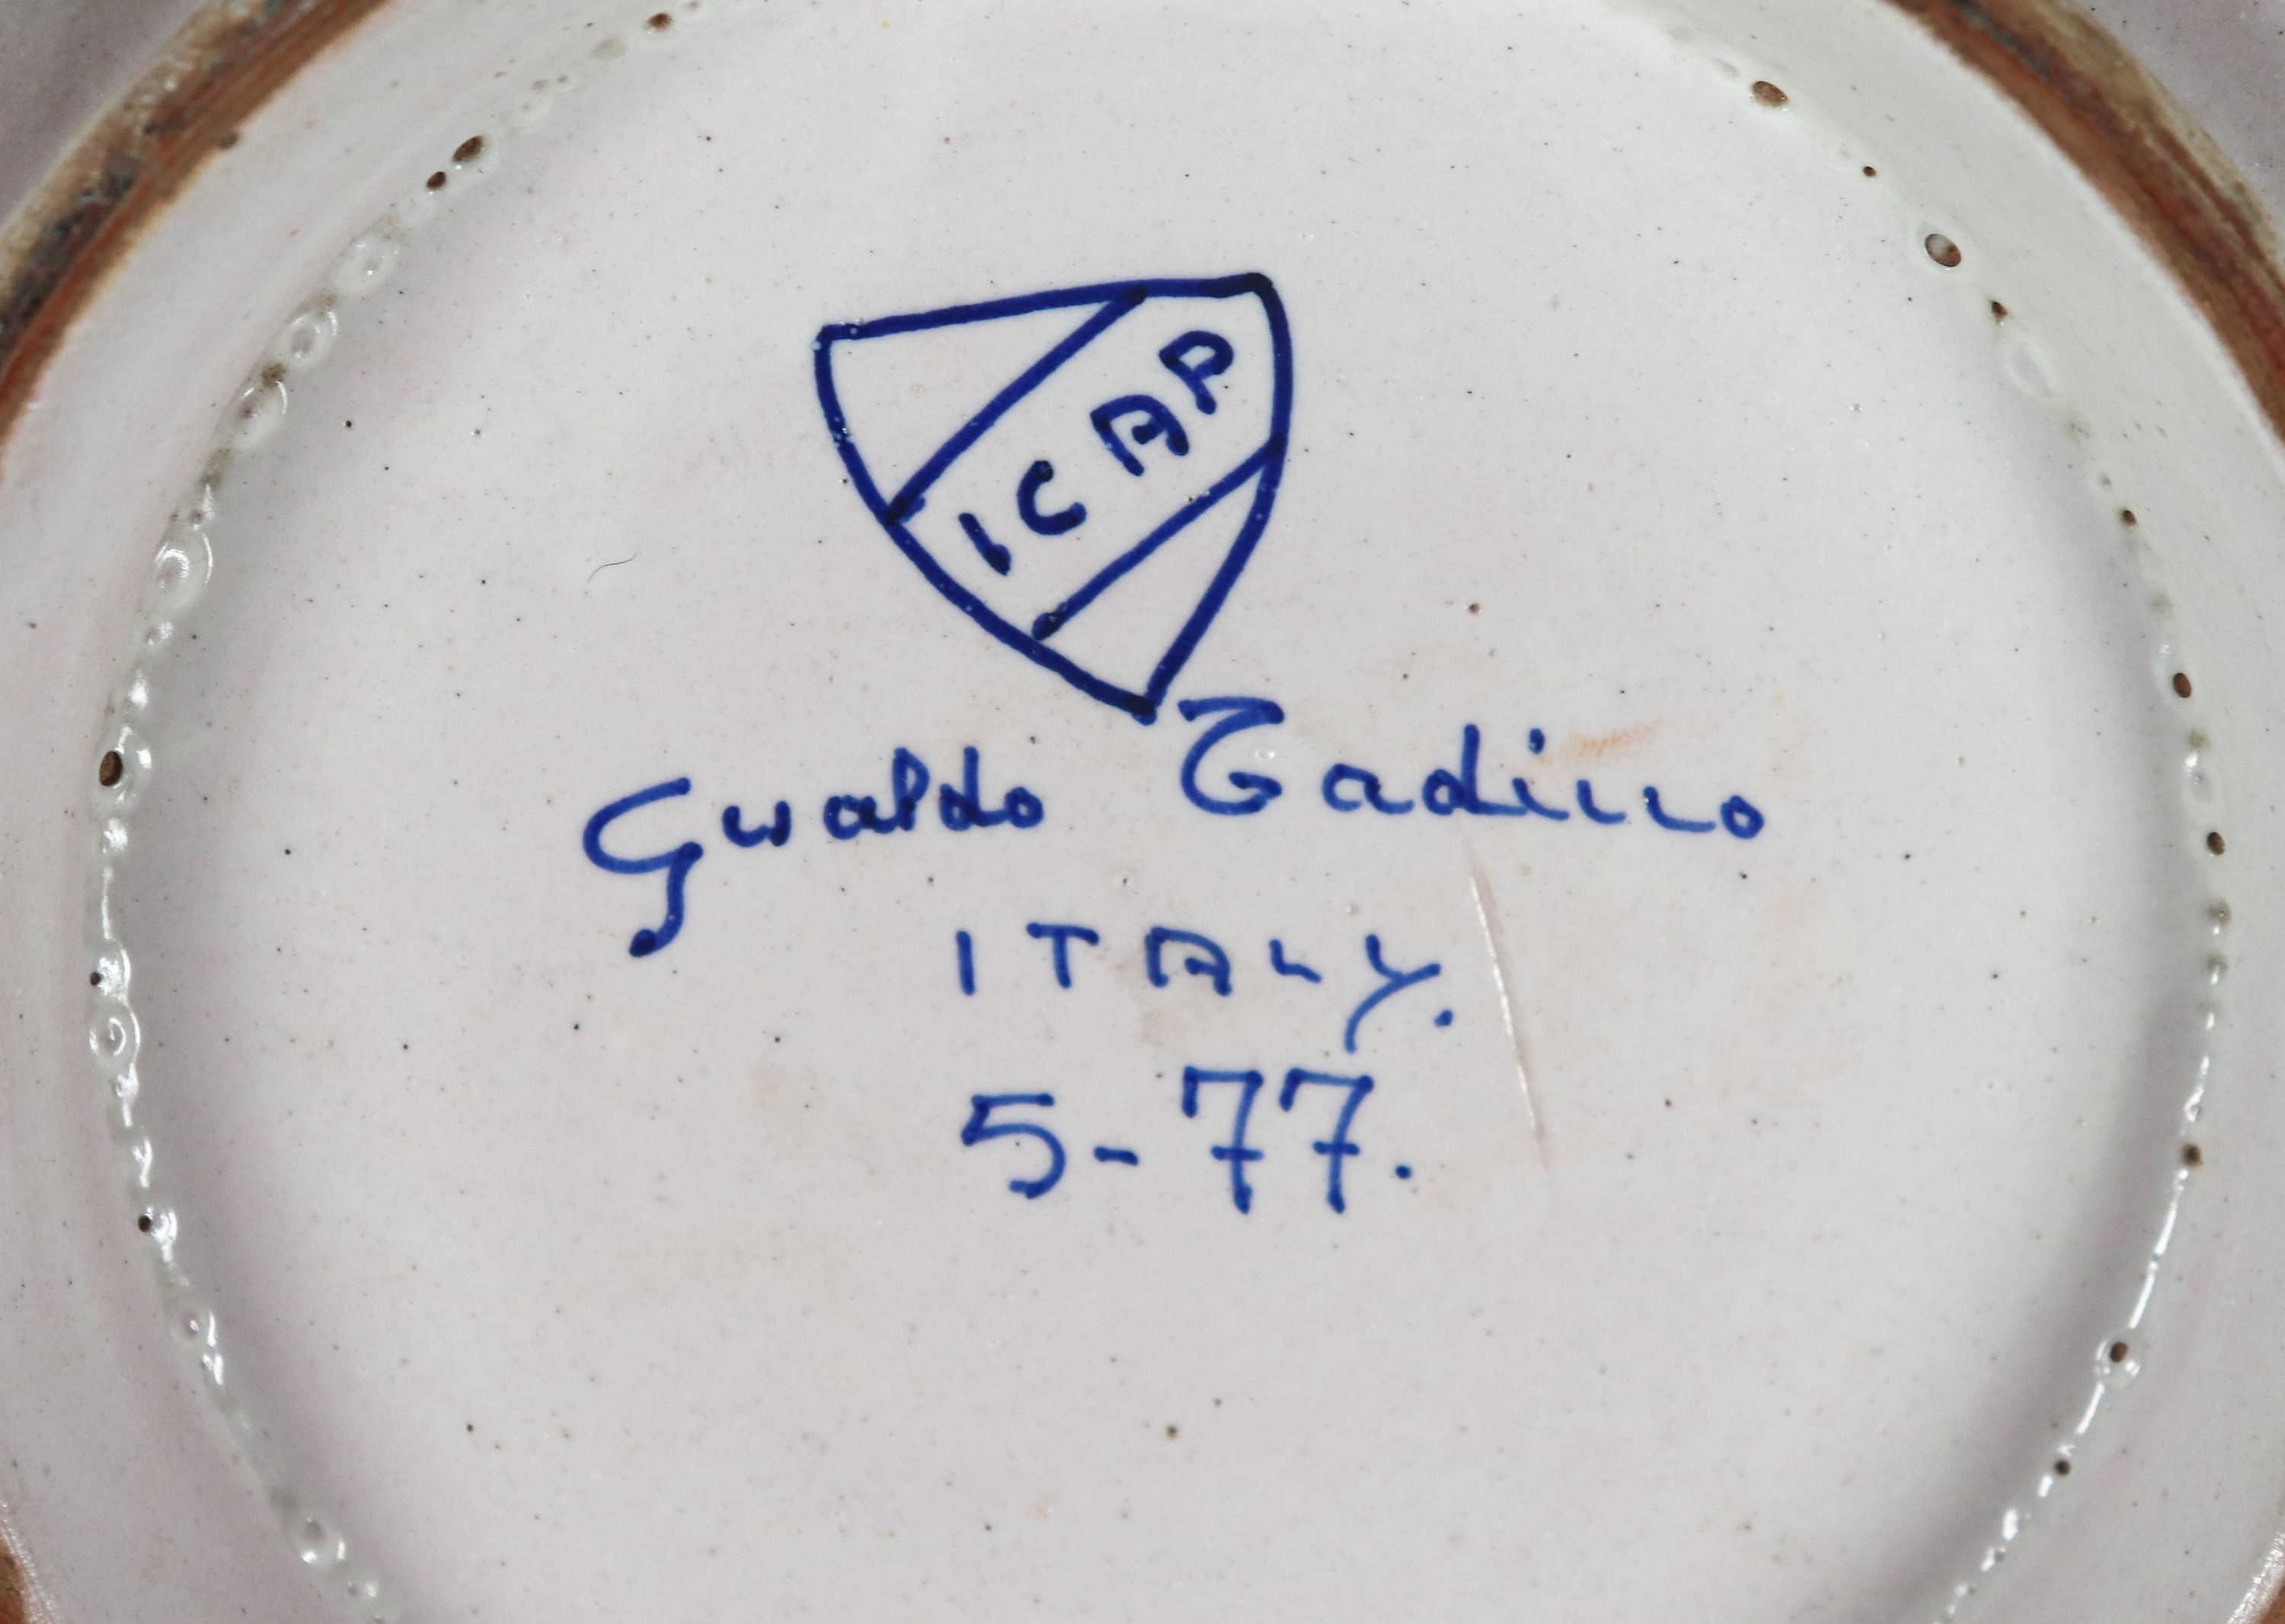 ICAP
Gualdo Tadino
ITALY.
5-77.